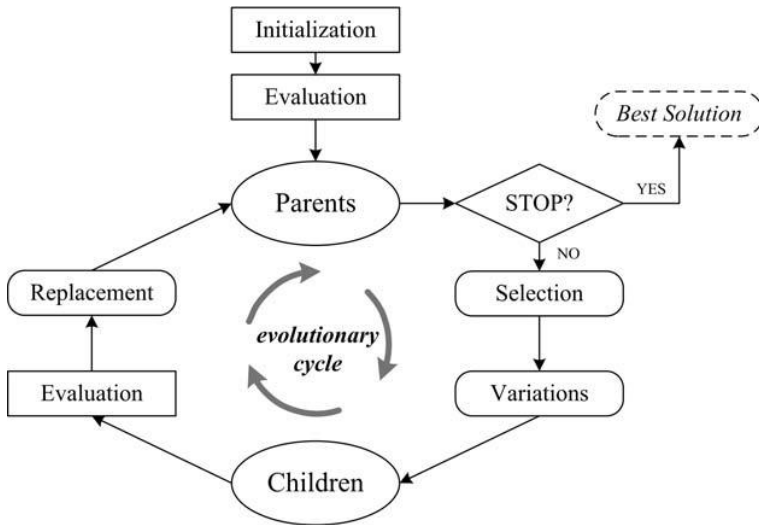 Initialization
Evaluation
Best Solution
Parents
STOP?
YES
NO
Replacement
Selection
evolutionary
cycle
Evaluation
Variations
Children